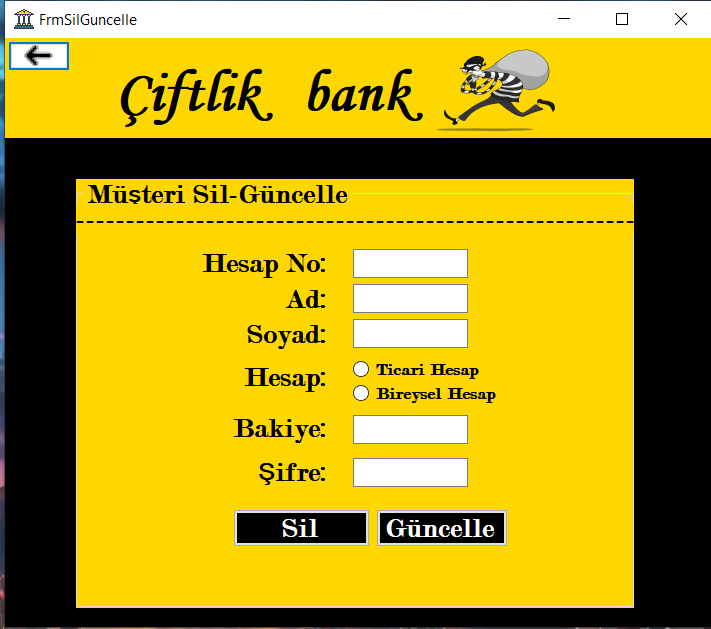 FrmSilGuncelle
Çiftlik bank
Müşteri Sil-Güncelle
Hesap No:
Ad:
Soyad:
Hesap:
Ticari Hesap
Bireysel Hesap
Bakiye:
Şifre:
Sil Güncelle